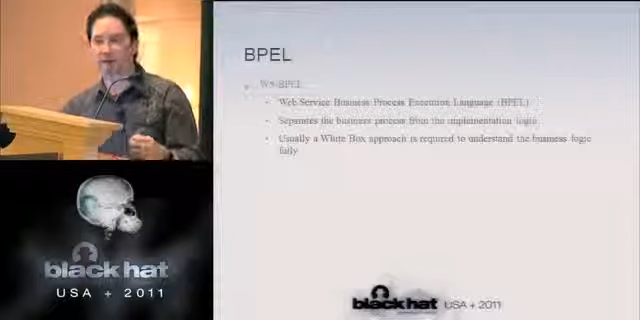 BPEL
WS-BPEL
Web Service Business Process Execution Language (BPEL)
Separates the business process from the implementation logic
Usually a White Box approach is required to understand the business logic
fully
black hat
USA + 2011
black hat USA + 2011